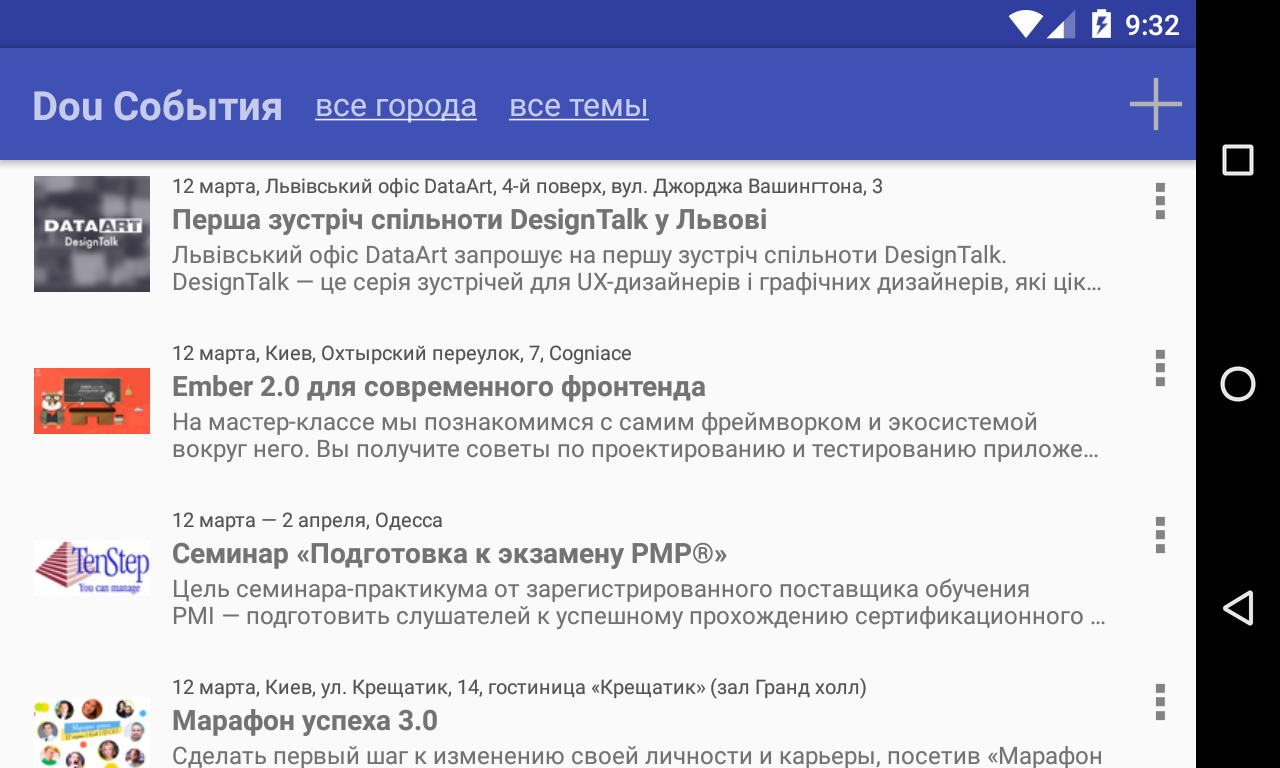 9:32
Dou События все города все темы
12 марта, Львівський офіс DataArt, 4-й поверх, вул. Джорджа Вашингтона, 3
DATAART
DesignTalk
Перша зустріч спільноти DesignTalk у Львові
Львівський офіс DataArt запрошує на першу зустріч спільноти DesignTalk.
DesignTalk — це серія зустрічей для UX-дизайнерів і графічних дизайнерів, які цік…
12 марта, Киев, Охтырский переулок, 7, Cogniance
Ember 2.0 для современного фронтенда
На мастер-классе мы познакомимся с самим фреймворком и экосистемой
вокруг него. Вы получите советы по проектированию и тестированию приложе…
12 марта — 2 апреля, Одесса
TenStep
You can manage
Семинар «Подготовка к экзамену PMP®»
Цель семинара-практикума от зарегистрированного поставщика обучения
PMI — подготовить слушателей к успешному прохождению сертификационного …
12 марта, Киев, ул. Крещатик, 14, гостиница «Крещатик» (зал Гранд холл)
Марафон успеха 3.0
Сделать первый шаг к изменению своей личности и карьеры, посетив «Марафон